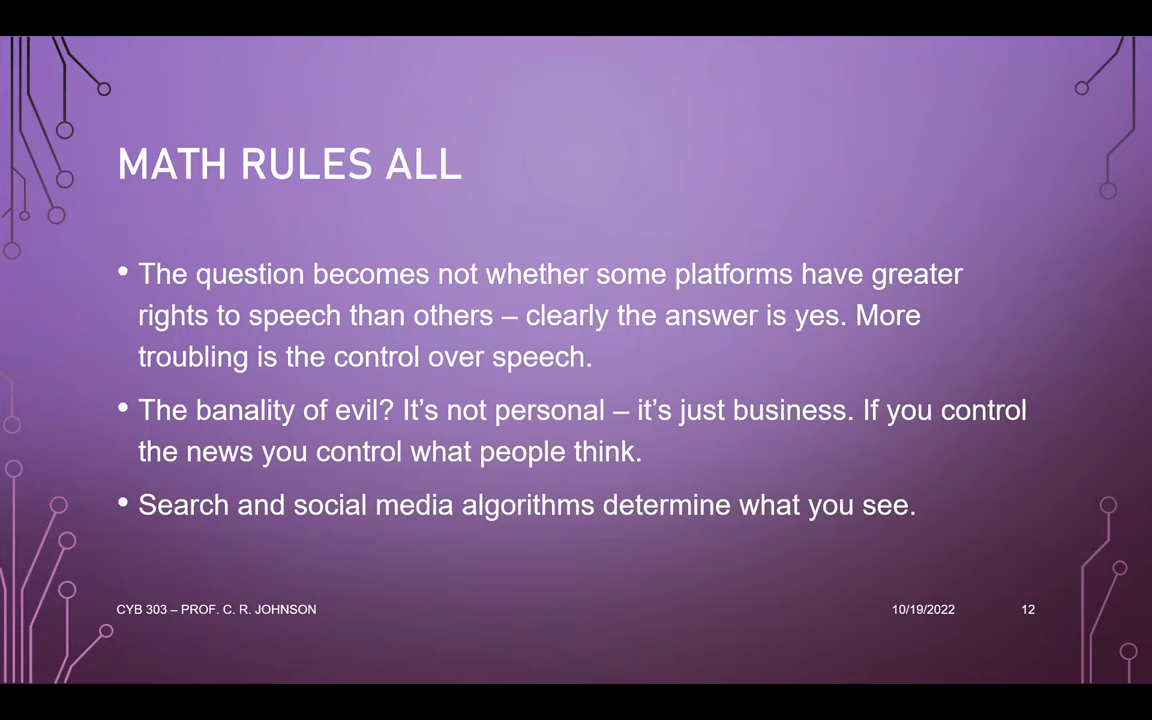 MATH RULES ALL
• The question becomes not whether some platforms have greater
rights to speech than others – clearly the answer is yes. More
troubling is the control over speech.
• The banality of evil? It’s not personal – it’s just business. If you control
the news you control what people think.
• Search and social media algorithms determine what you see.
CYB 303 – PROF. C. R. JOHNSON 10/19/2022 12